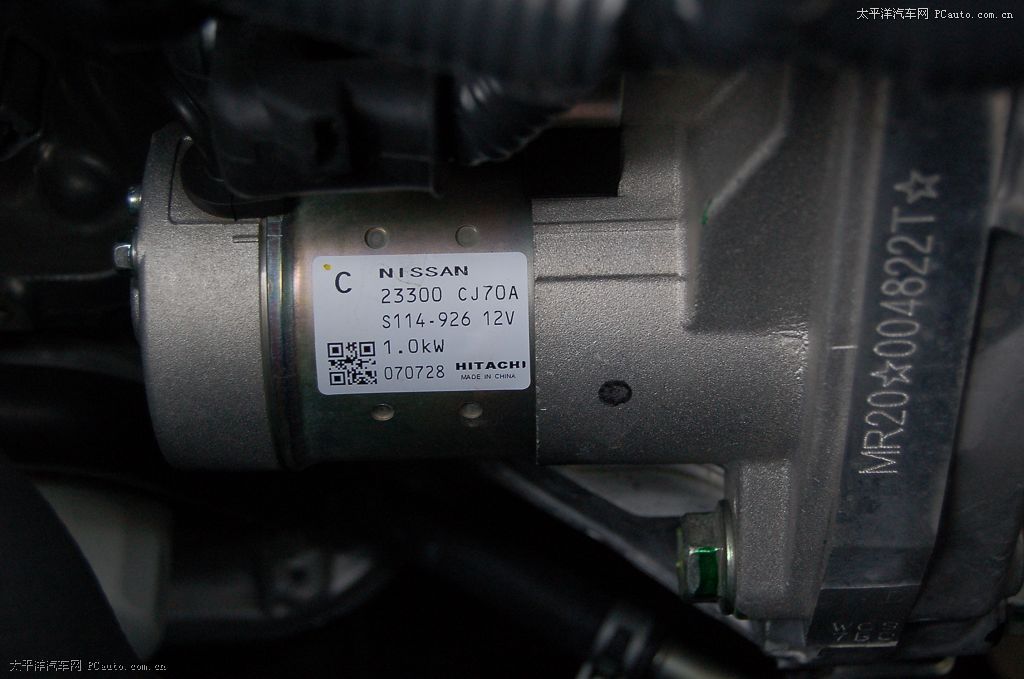 太平洋汽车网 PCauto.com.cn
C
NISSAN
23300 CJ70A
S114-926 12V
1.0kW
070728
HITACHI
MADE IN CHINA
MR20☆004822T☆
太平洋汽车网 PCauto.com.cn